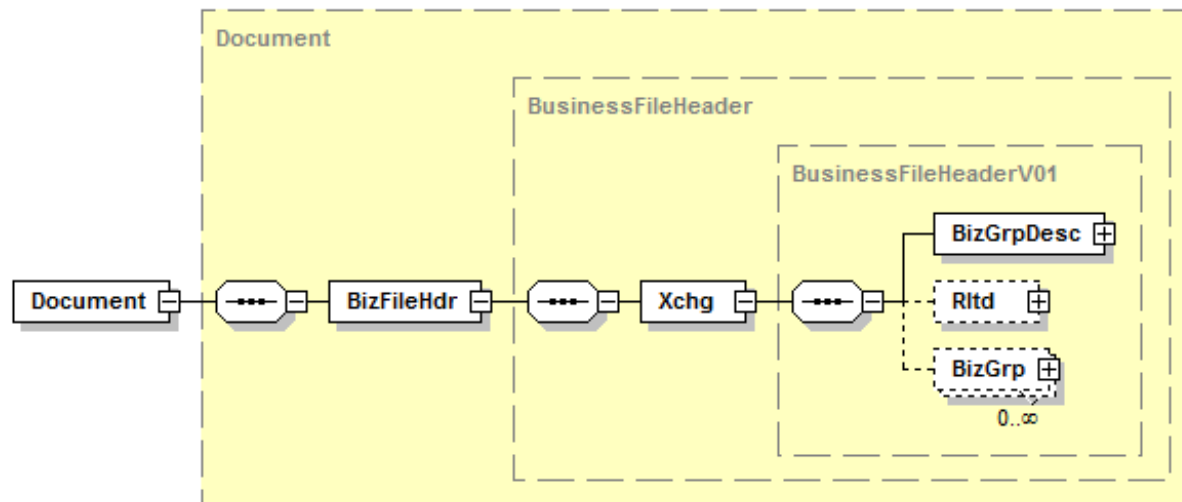 Document
BusinessFileHeader
BusinessFileHeaderV01
BizGrpDesc
Document
BizFileHdr
Xchg
Rltd
BizGrp
0..∞